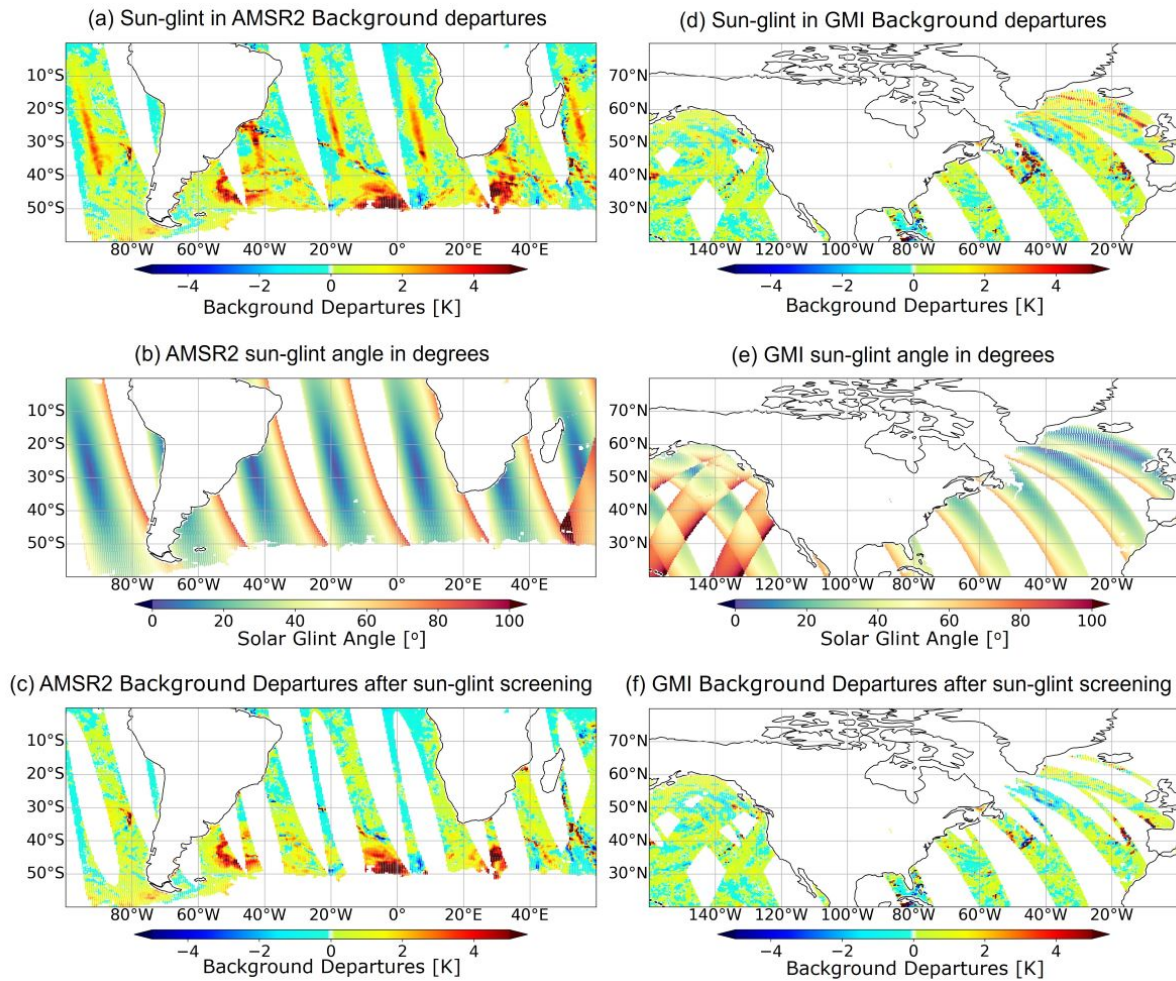 (a) Sun-glint in AMSR2 Background departures
10°S
20°S
30°S
40°S
50°S
80°W 60°W 40°W 20°W 0° 20°E 40°E
−4 −2 0 2 4
Background Departures [K]
(b) AMSR2 sun-glint angle in degrees
10°S
20°S
30°S
40°S
50°S
80°W 60°W 40°W 20°W 0° 20°E 40°E
0 20 40 60 80 100
Solar Glint Angle [°]
(c) AMSR2 Background Departures after sun-glint screening
10°S
20°S
30°S
40°S
50°S
80°W 60°W 40°W 20°W 0° 20°E 40°E
−4 −2 0 2 4
Background Departures [K]
(d) Sun-glint in GMI Background departures
70°N
60°N
50°N
40°N
30°N
140°W 120°W 100°W 80°W 60°W 40°W 20°W
−4 −2 0 2 4
Background Departures [K]
(e) GMI sun-glint angle in degrees
70°N
60°N
50°N
40°N
30°N
140°W 120°W 100°W 80°W 60°W 40°W 20°W
0 20 40 60 80 100
Solar Glint Angle [°]
(f) GMI Background Departures after sun-glint screening
70°N
60°N
50°N
40°N
30°N
140°W 120°W 100°W 80°W 60°W 40°W 20°W
−4 −2 0 2 4
Background Departures [K]